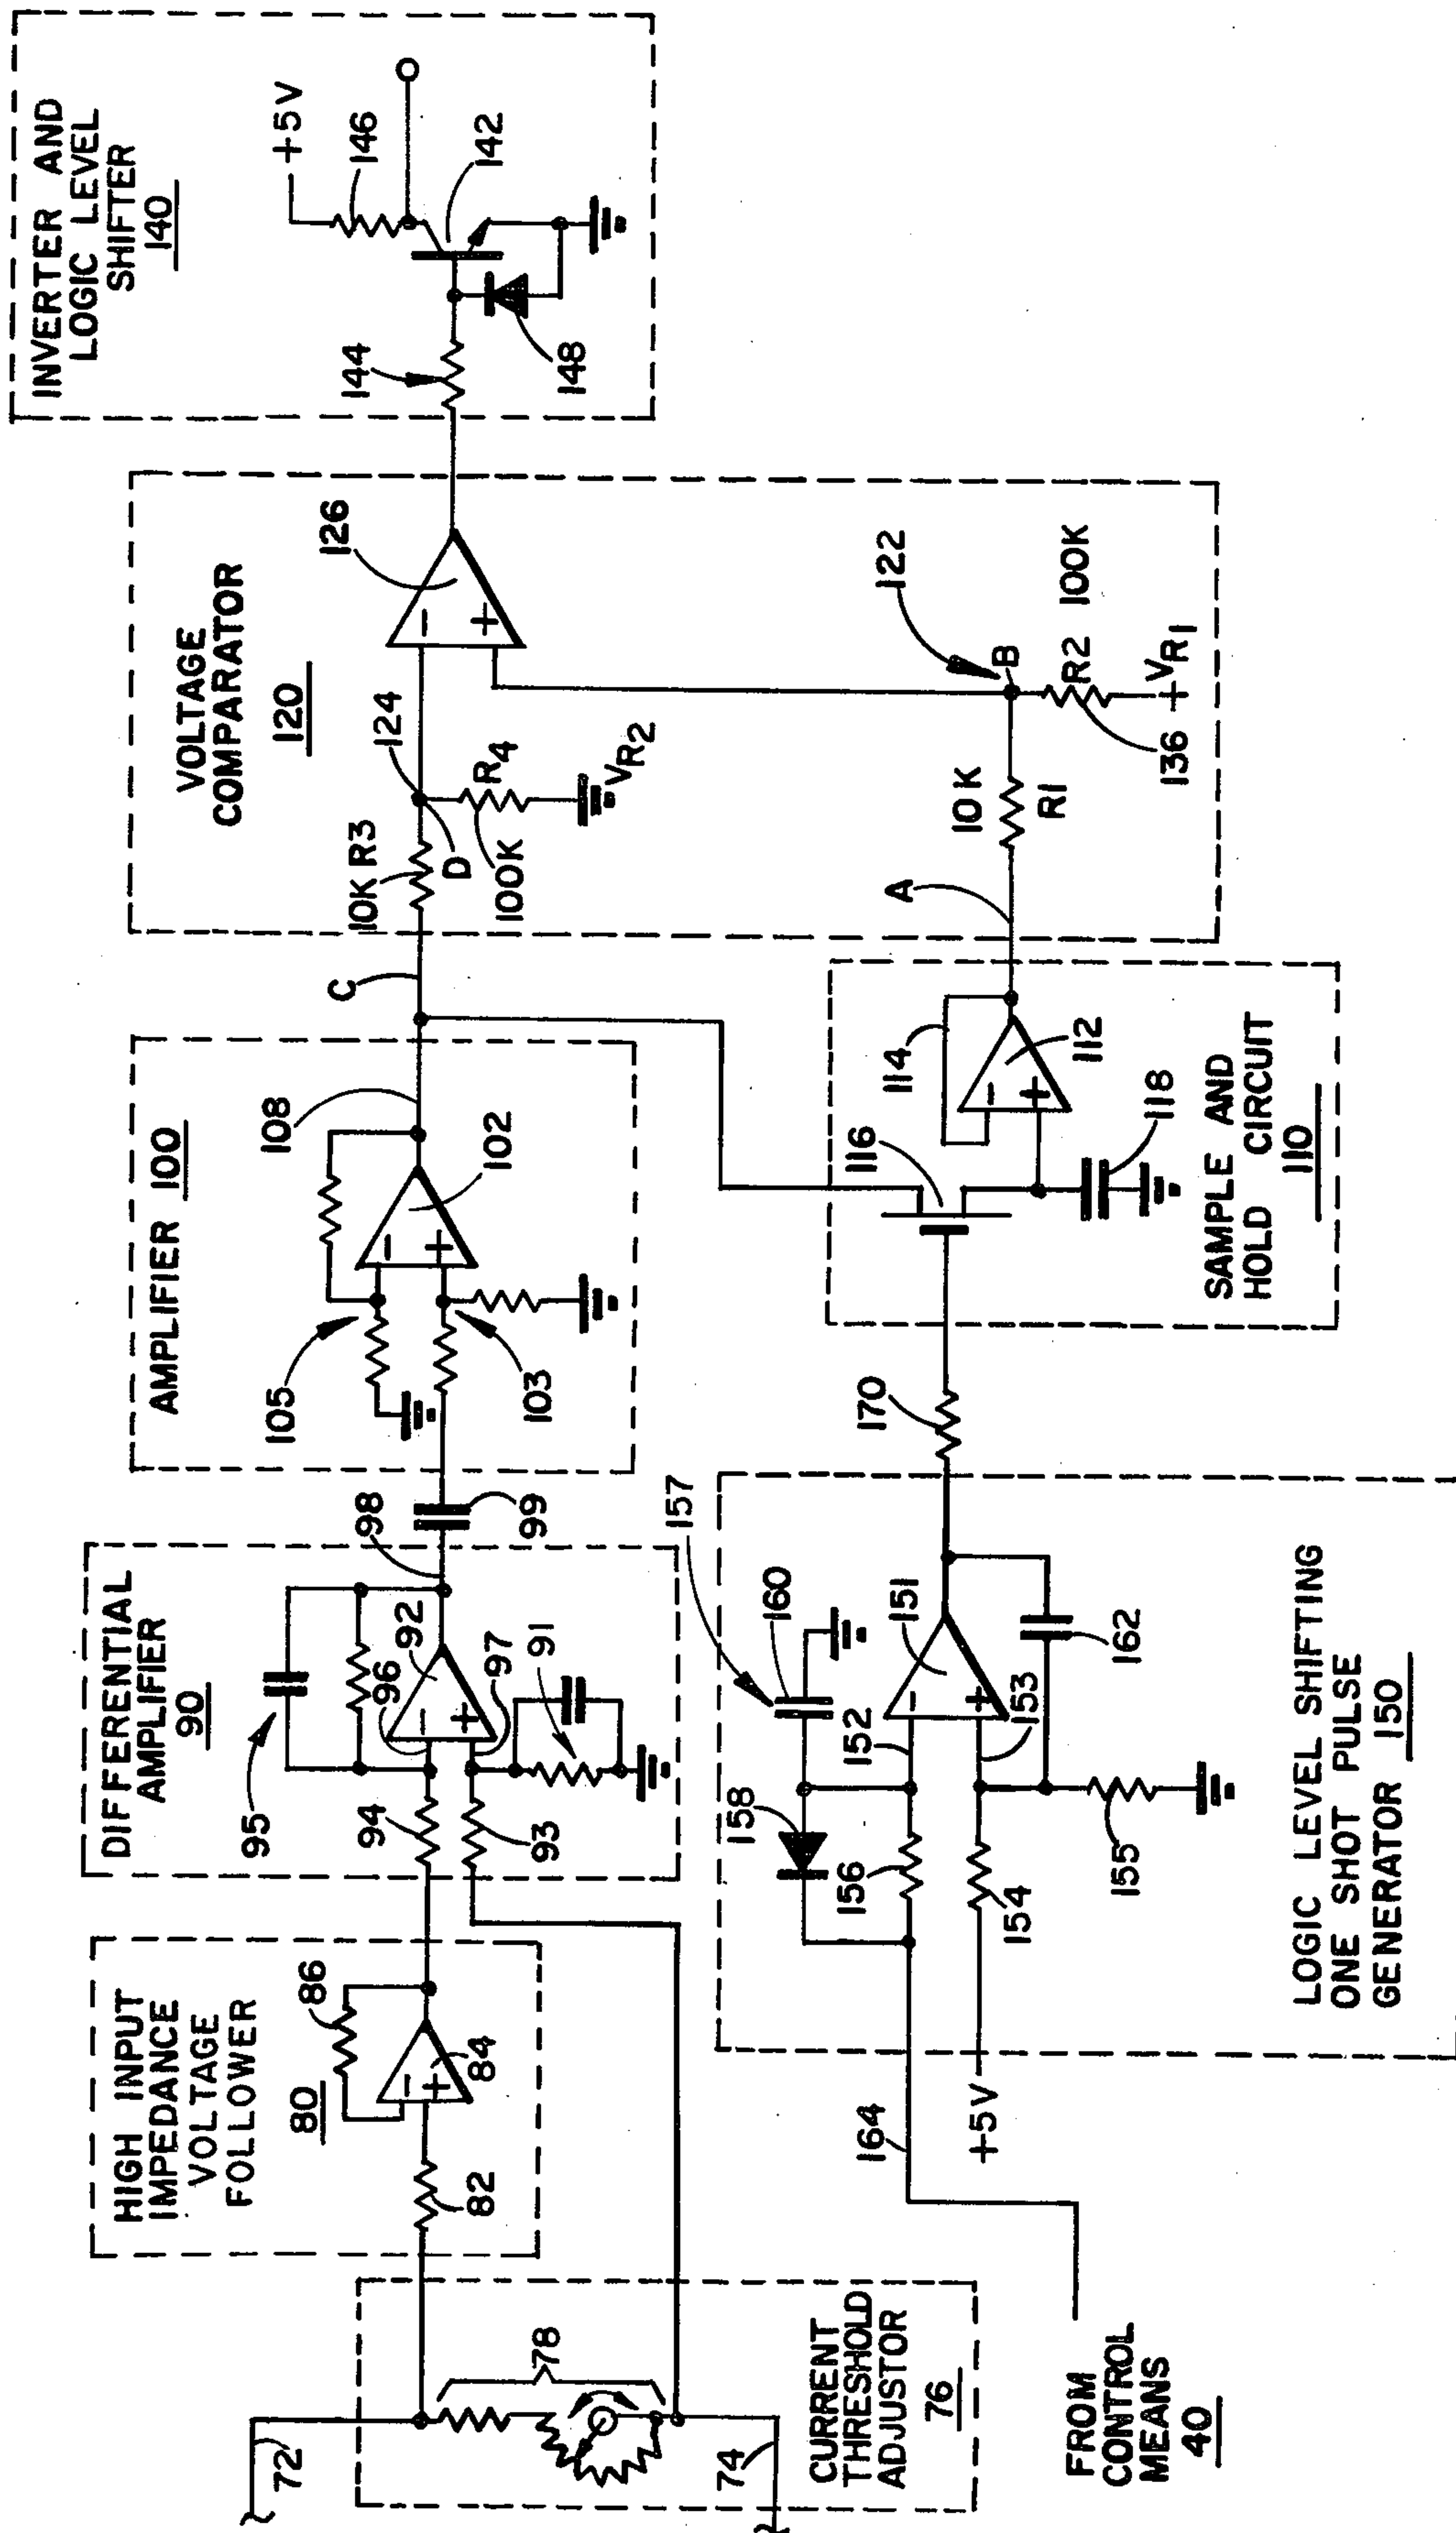 HIGH INPUT
IMPEDANCE
VOLTAGE
FOLLOWER
80
86
84
82
72
78
74
CURRENT
THRESHOLD
ADJUSTOR
76
DIFFERENTIAL
AMPLIFIER
90
95
94
96
92
98
97
91
93
99
AMPLIFIER 100
105
103
102
108
C
VOLTAGE
COMPARATOR
120
10K R3
D
124
R4
100K
VR2
126
−
+
122
B
A
10K
R1
R2
100K
136
+VR1
INVERTER AND
LOGIC LEVEL
SHIFTER
140
+5V
146
142
144
148
116
114
112
118
SAMPLE AND
HOLD CIRCUIT
110
170
157
160
158
152
151
156
153
154
155
162
+5V
164
LOGIC LEVEL SHIFTING
ONE SHOT PULSE
GENERATOR 150
FROM
CONTROL
MEANS
40